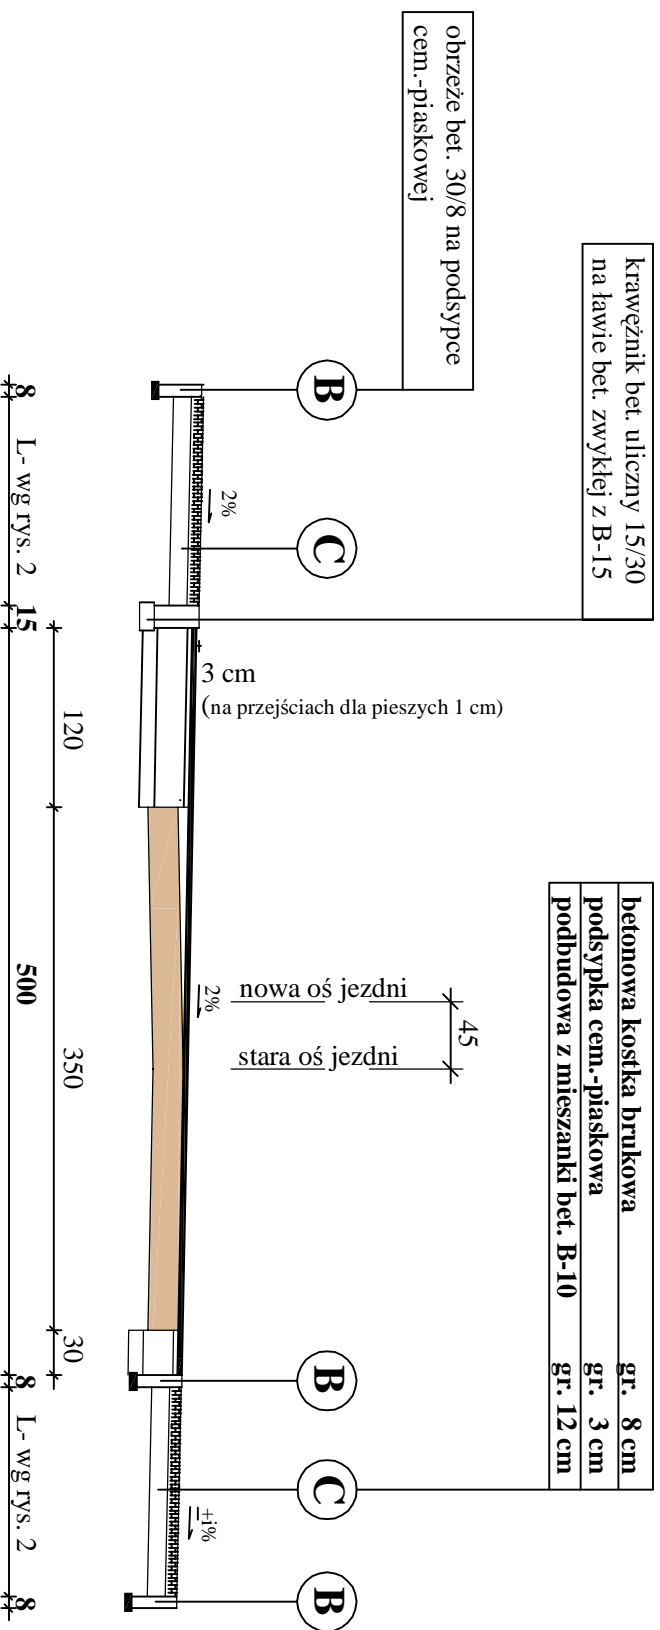 krawężnik bet. uliczny 15/30
na ławie bet. zwykłej z B-15
obrzeże bet. 30/8 na podsypce
cem.-piaskowej
betonowa kostka brukowa gr. 8 cm
podsypka cem.-piaskowa gr. 3 cm
podbudowa z mieszanki bet. B-10 gr. 12 cm
B
C
B
C
B
45
nowa oś jezdni
stara oś jezdni
2%
3 cm
(na przejściach dla pieszych 1 cm)
2%
+i%
120
350
30
8
L- wg rys. 2
15
500
8
L- wg rys. 2
8